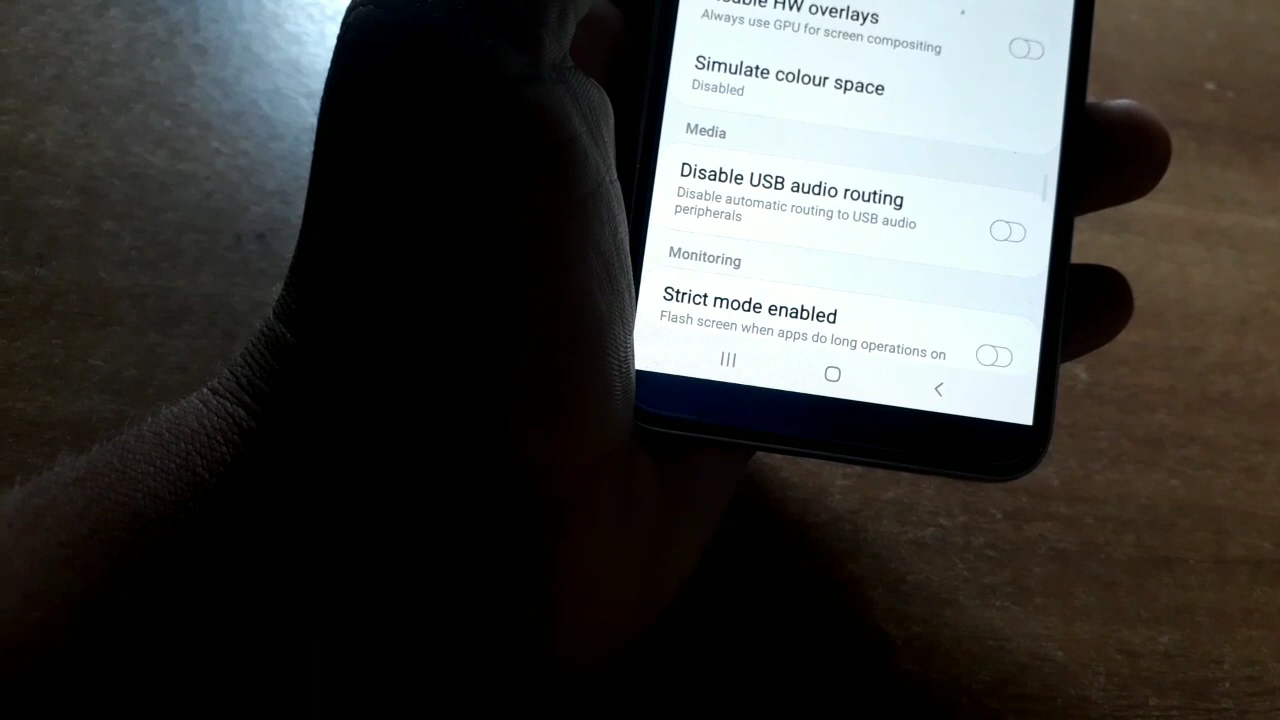 HW overlays
Always use GPU for screen compositing
Simulate colour space
Disabled
Media
Disable USB audio routing
Disable automatic routing to USB audio
peripherals
Monitoring
Strict mode enabled
Flash screen when apps do long operations on